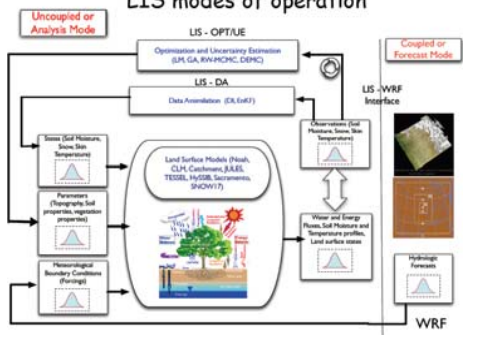 LIS modes of operation
Uncoupled or
Analysis Mode
LIS - OPT/UE
Optimization and Uncertainty Estimation
(LM, GA, RW-MCMC, DEMC)
Coupled or
Forecast Mode
LIS - DA
Data Assimilation (DI, EnKF)
LIS - WRF
Interface
Observations (Soil
Moisture, Snow, Skin
Temperature)
States (Soil Moisture,
Snow, Skin
Temperature)
Land Surface Models (Noah,
CLM, Catchment, JULES,
TESSEL, HySSIB, Sacramento,
SNOW17)
Parameters
(Topography, Soil
properties, vegetation
properties)
Water and Energy
Fluxes, Soil Moisture and
Temperature profiles,
Land surface states
Meteorological
Boundary Conditions
(Forcings)
Hydrologic
Forecasts
WRF